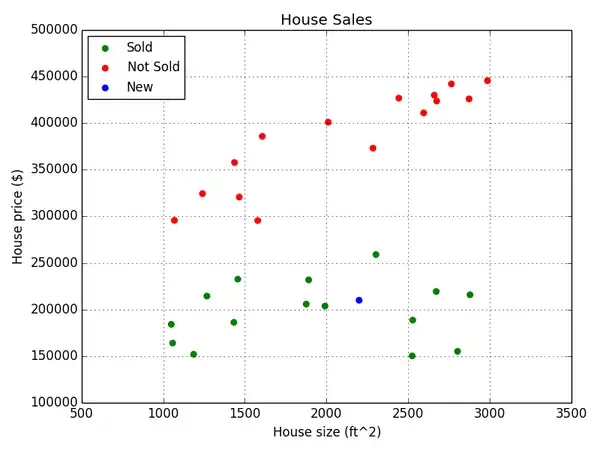 House Sales
500000
450000
400000
350000
300000
250000
200000
150000
100000
House price ($)
Sold
Not Sold
New
500 1000 1500 2000 2500 3000 3500
House size (ft^2)